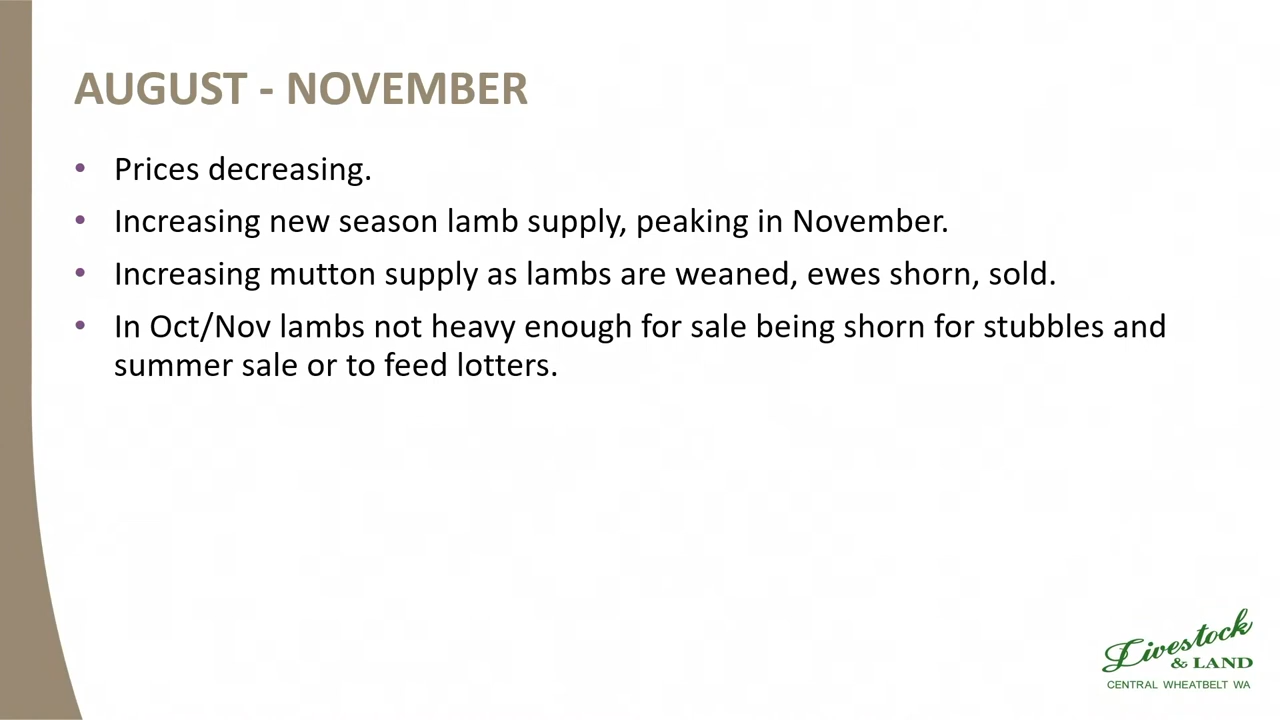 AUGUST - NOVEMBER
• Prices decreasing.
• Increasing new season lamb supply, peaking in November.
• Increasing mutton supply as lambs are weaned, ewes shorn, sold.
• In Oct/Nov lambs not heavy enough for sale being shorn for stubbles and
summer sale or to feed lotters.
Livestock
& LAND
CENTRAL WHEATBELT WA